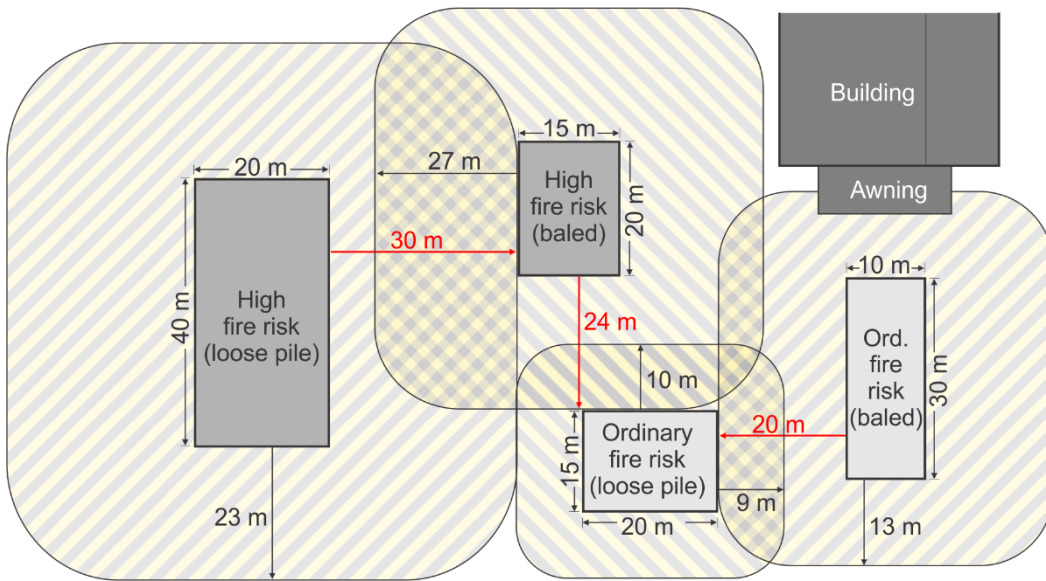 Building
Awning
15 m
20 m
27 m
High
fire risk
(baled)
20 m
30 m
40 m
High
fire risk
(loose pile)
24 m
10 m
10 m
Ord.
fire
risk
(baled)
30 m
20 m
15 m
Ordinary
fire risk
(loose pile)
9 m
20 m
23 m
13 m